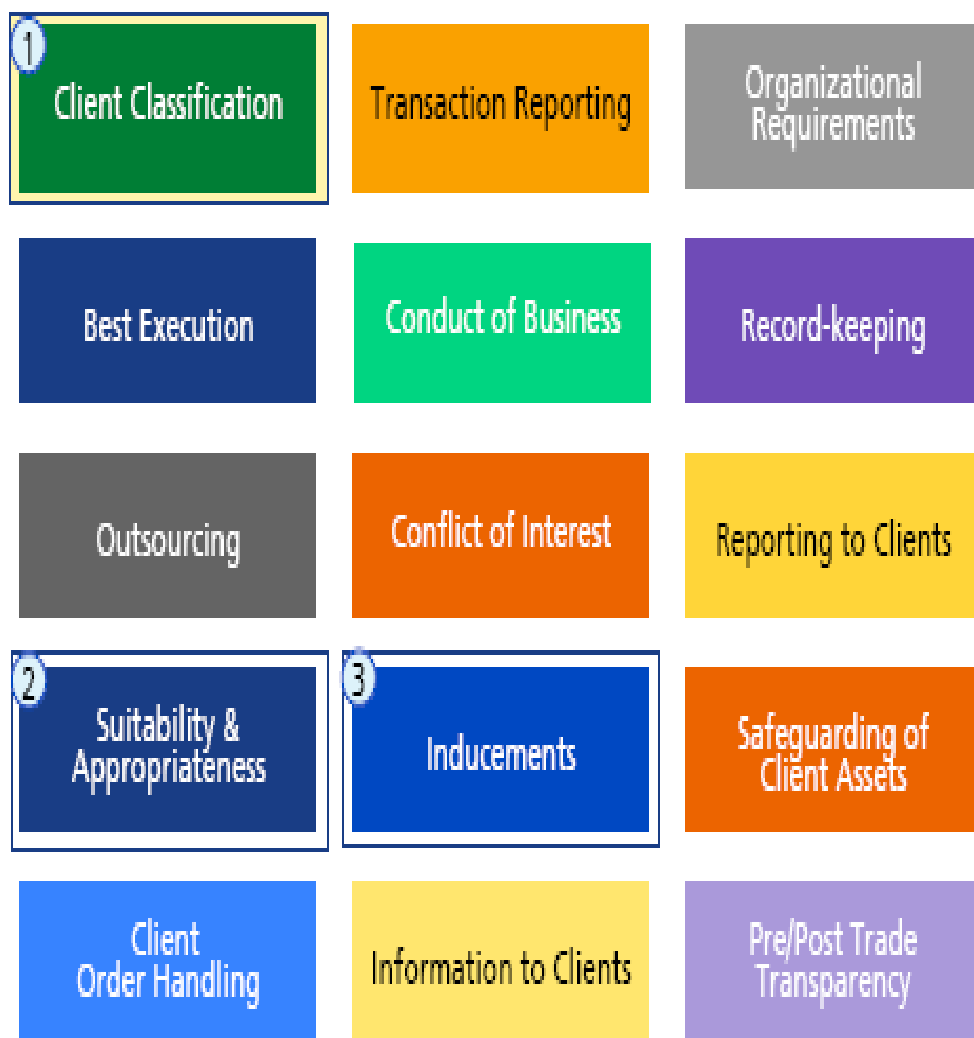 1
Client Classification
Transaction Reporting
Organizational
Requirements
Best Execution
Conduct of Business
Record-keeping
Outsourcing
Conflict of Interest
Reporting to Clients
2
Suitability &
Appropriateness
3
Inducements
Safeguarding of
Client Assets
Client
Order Handling
Information to Clients
Pre/Post Trade
Transparency